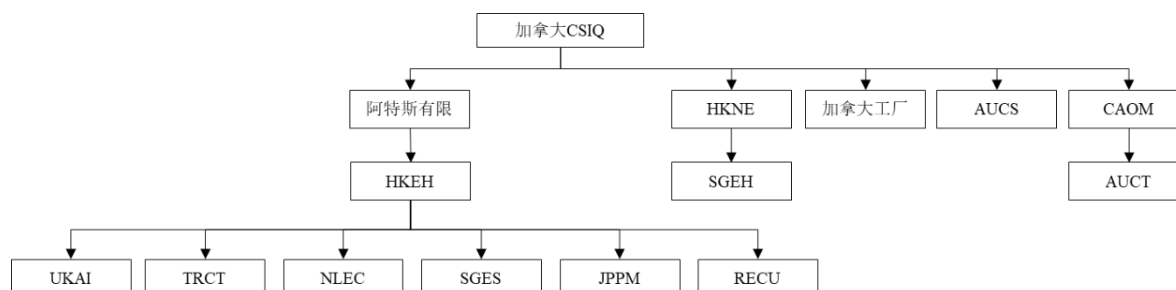 加拿大CSIQ
阿特斯有限
HKNE
加拿大工厂
AUCS
CAOM
HKEH
SGEH
AUCT
UKAI
TRCT
NLEC
SGES
JPPM
RECU